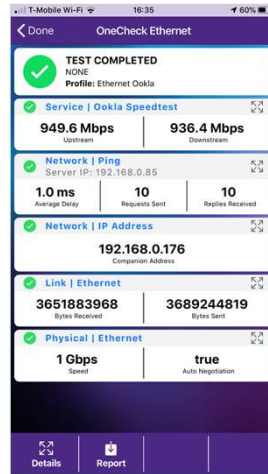 T-Mobile Wi-Fi 16:35 60%
Done OneCheck Ethernet
TEST COMPLETED
NONE
Profile: Ethernet Ookla
Service | Ookla Speedtest
949.6 Mbps 936.4 Mbps
Upstream Downstream
Network | Ping
Server IP: 192.168.0.85
1.0 ms 10 10
Average Delay Requests Sent Replies Received
Network | IP Address
192.168.0.176
Companion Address
Link | Ethernet
3651883968 3689244819
Bytes Received Bytes Sent
Physical | Ethernet
1 Gbps true
Speed Auto Negotiation
Details Report